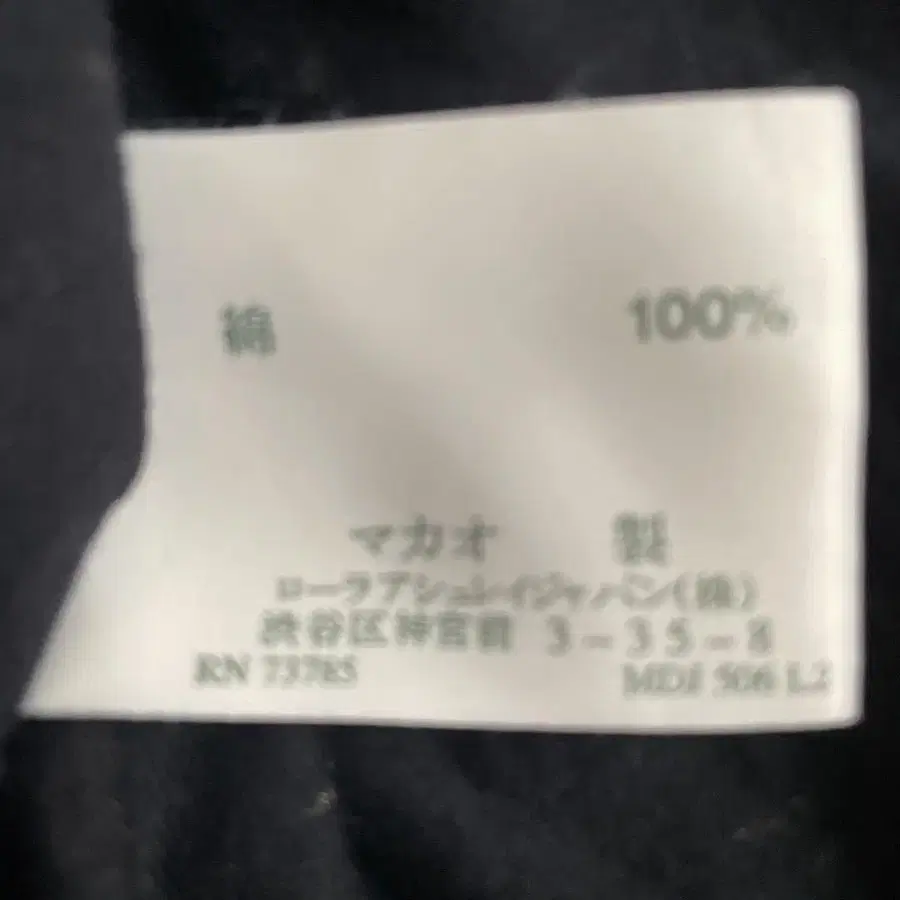 綿 100%
マカオ 製
ローラアシュレイジャパン(株)
渋谷区神宮前 3-35-8
RN 73785
MDJ 506 L2